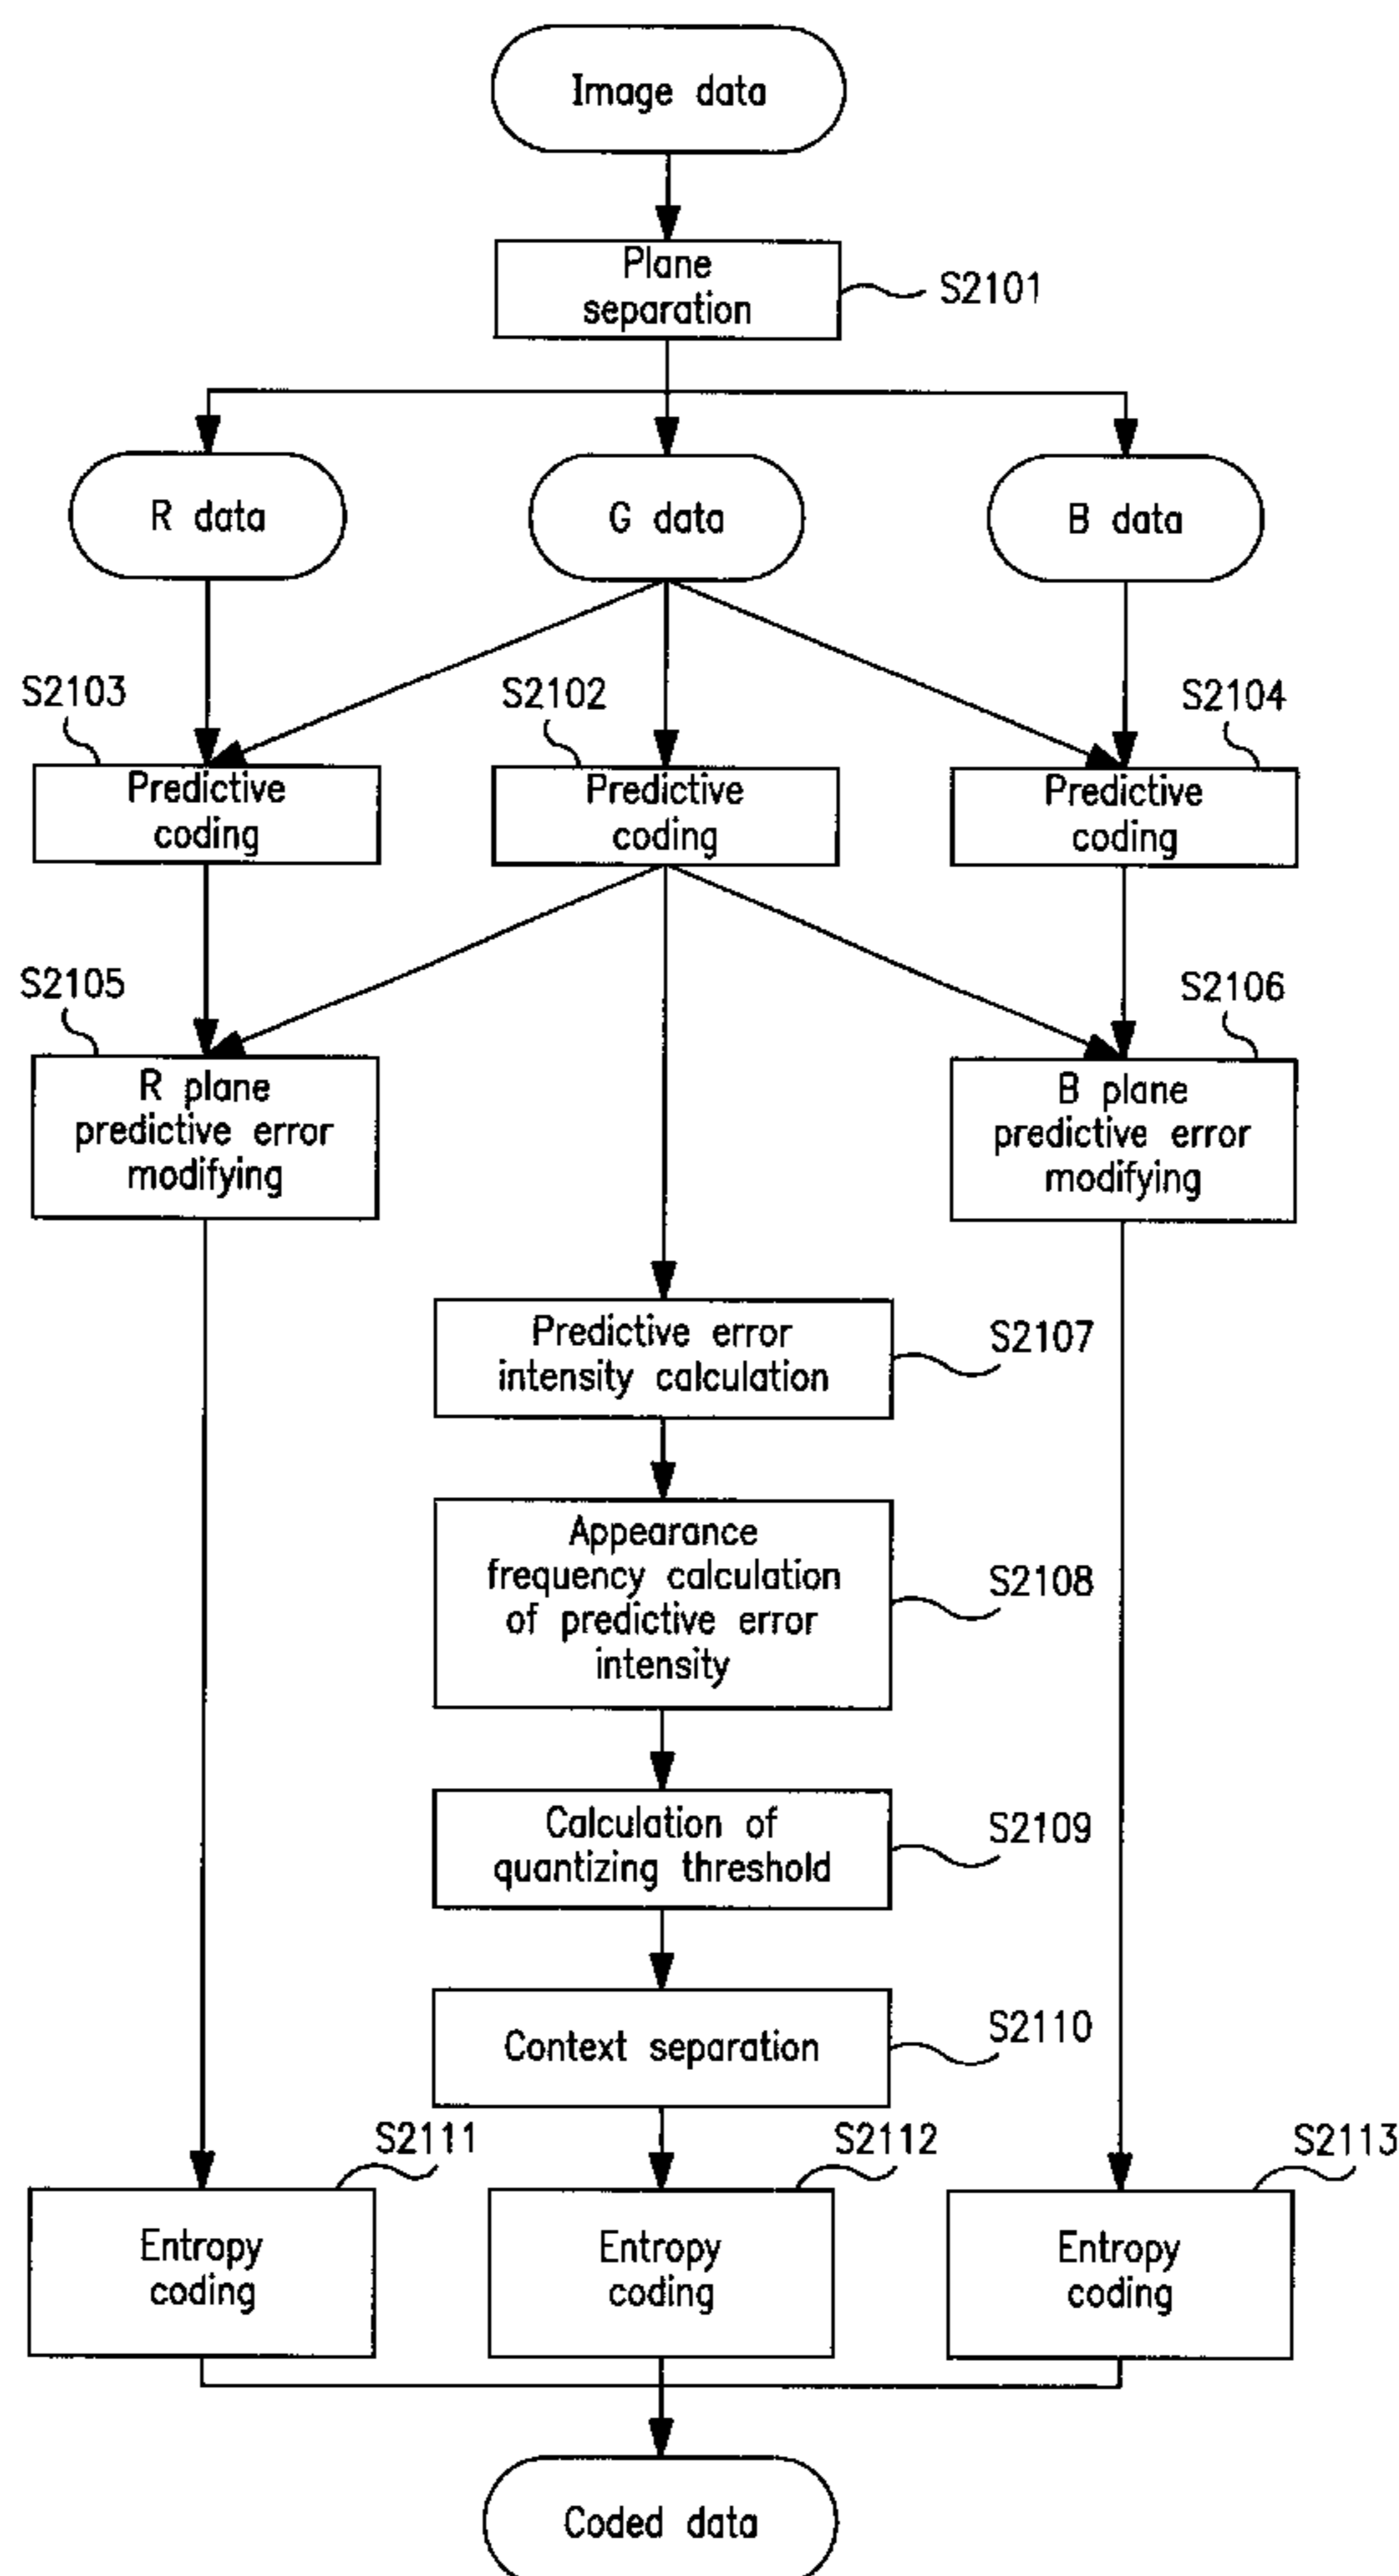 Image data
Plane
separation
S2101
R data
G data
B data
S2103
S2102
S2104
Predictive
coding
Predictive
coding
Predictive
coding
S2105
S2106
R plane
predictive error
modifying
B plane
predictive error
modifying
Predictive error
intensity calculation
S2107
Appearance
frequency calculation
of predictive error
intensity
S2108
Calculation of
quantizing threshold
S2109
Context separation
S2110
S2111
S2112
S2113
Entropy
coding
Entropy
coding
Entropy
coding
Coded data